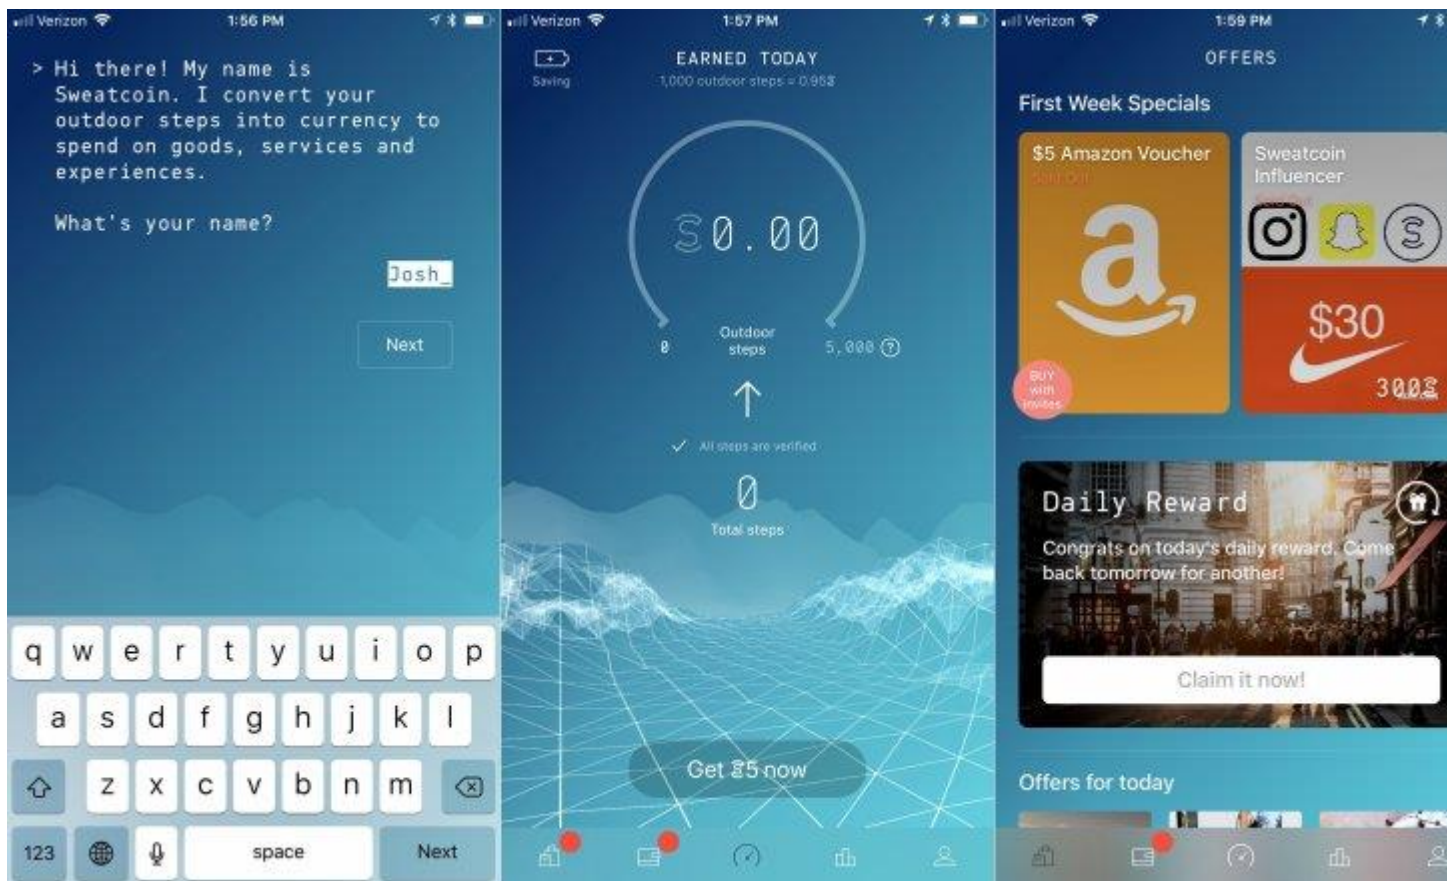 Verizon
1:56 PM
> Hi there! My name is
Sweatcoin. I convert your
outdoor steps into currency to
spend on goods, services and
experiences.
What's your name?
Josh_
Next
q w e r t y u i o p
a s d f g h j k l
z x c v b n m
123
space
Next
Verizon
1:57 PM
Saving
EARNED TODAY
1,000 outdoor steps = 0.95
0.00
0
Outdoor
steps
5,000 ?
All steps are verified
0
Total steps
Get 5 now
Verizon
1:59 PM
OFFERS
First Week Specials
$5 Amazon Voucher
Sold Out
a
BUY
with
invites
Sweatcoin
Influencer
$30
300
Daily Reward
Congrats on today's daily reward. Come
back tomorrow for another!
Claim it now!
Offers for today